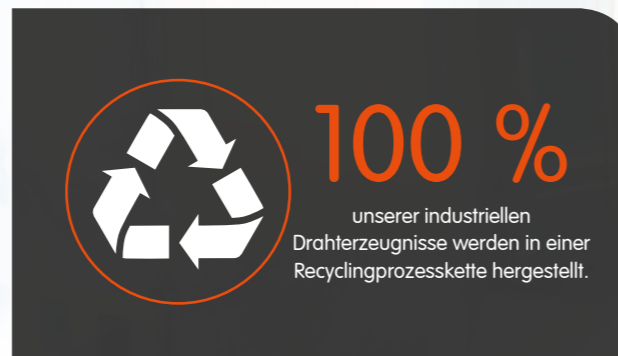 100 %
unserer industriellen
Drahterzeugnisse werden in einer
Recyclingprozesskette hergestellt.